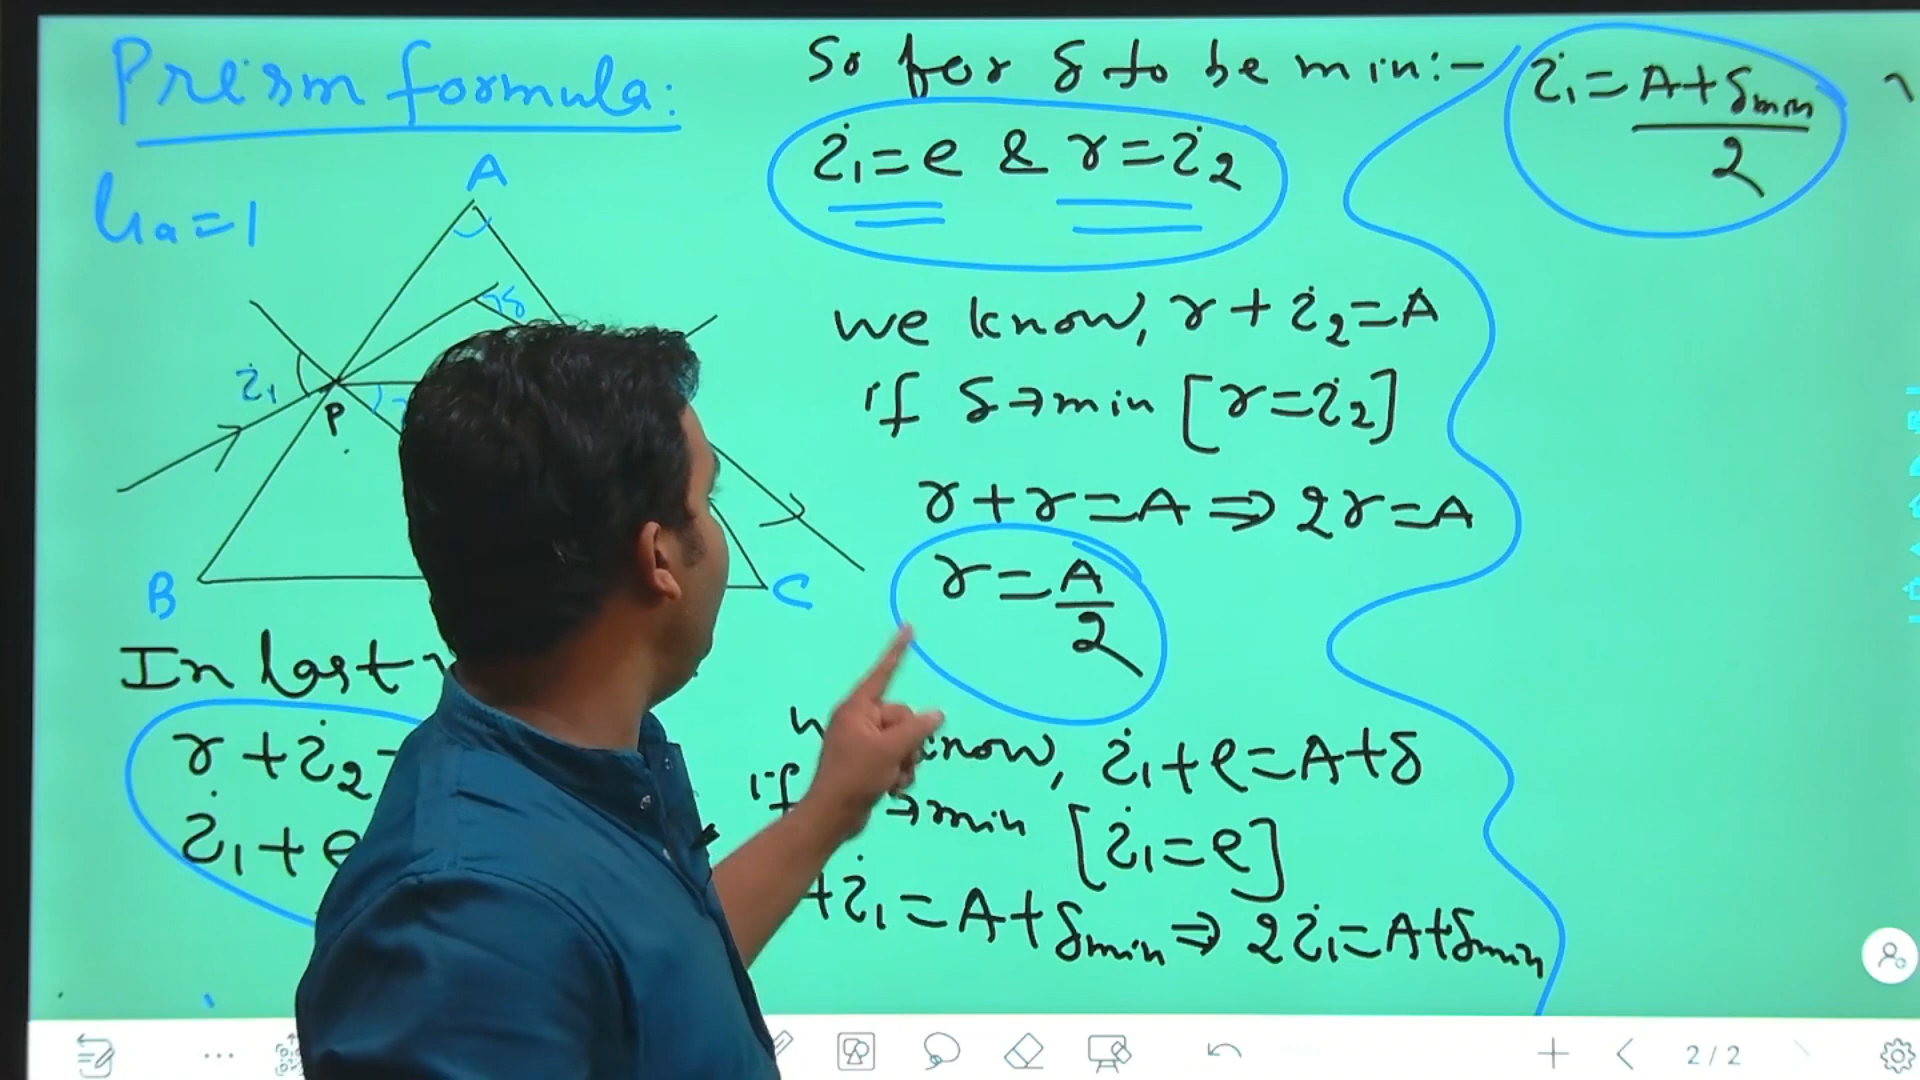 Prism formula:
μa=1
A
δ
i1
P
B
C
In last
r+i2
i1+e
So for δ to be min:-
i1=e & r=i2
we know, r+i2=A
if δ→min [r=i2]
r+r=A ⇒ 2r=A
r=A/2
know, i1+e=A+δ
if →min [i1=e]
+i1=A+δmin ⇒ 2i1=A+δmin
i1=A+δmin/2
2/2